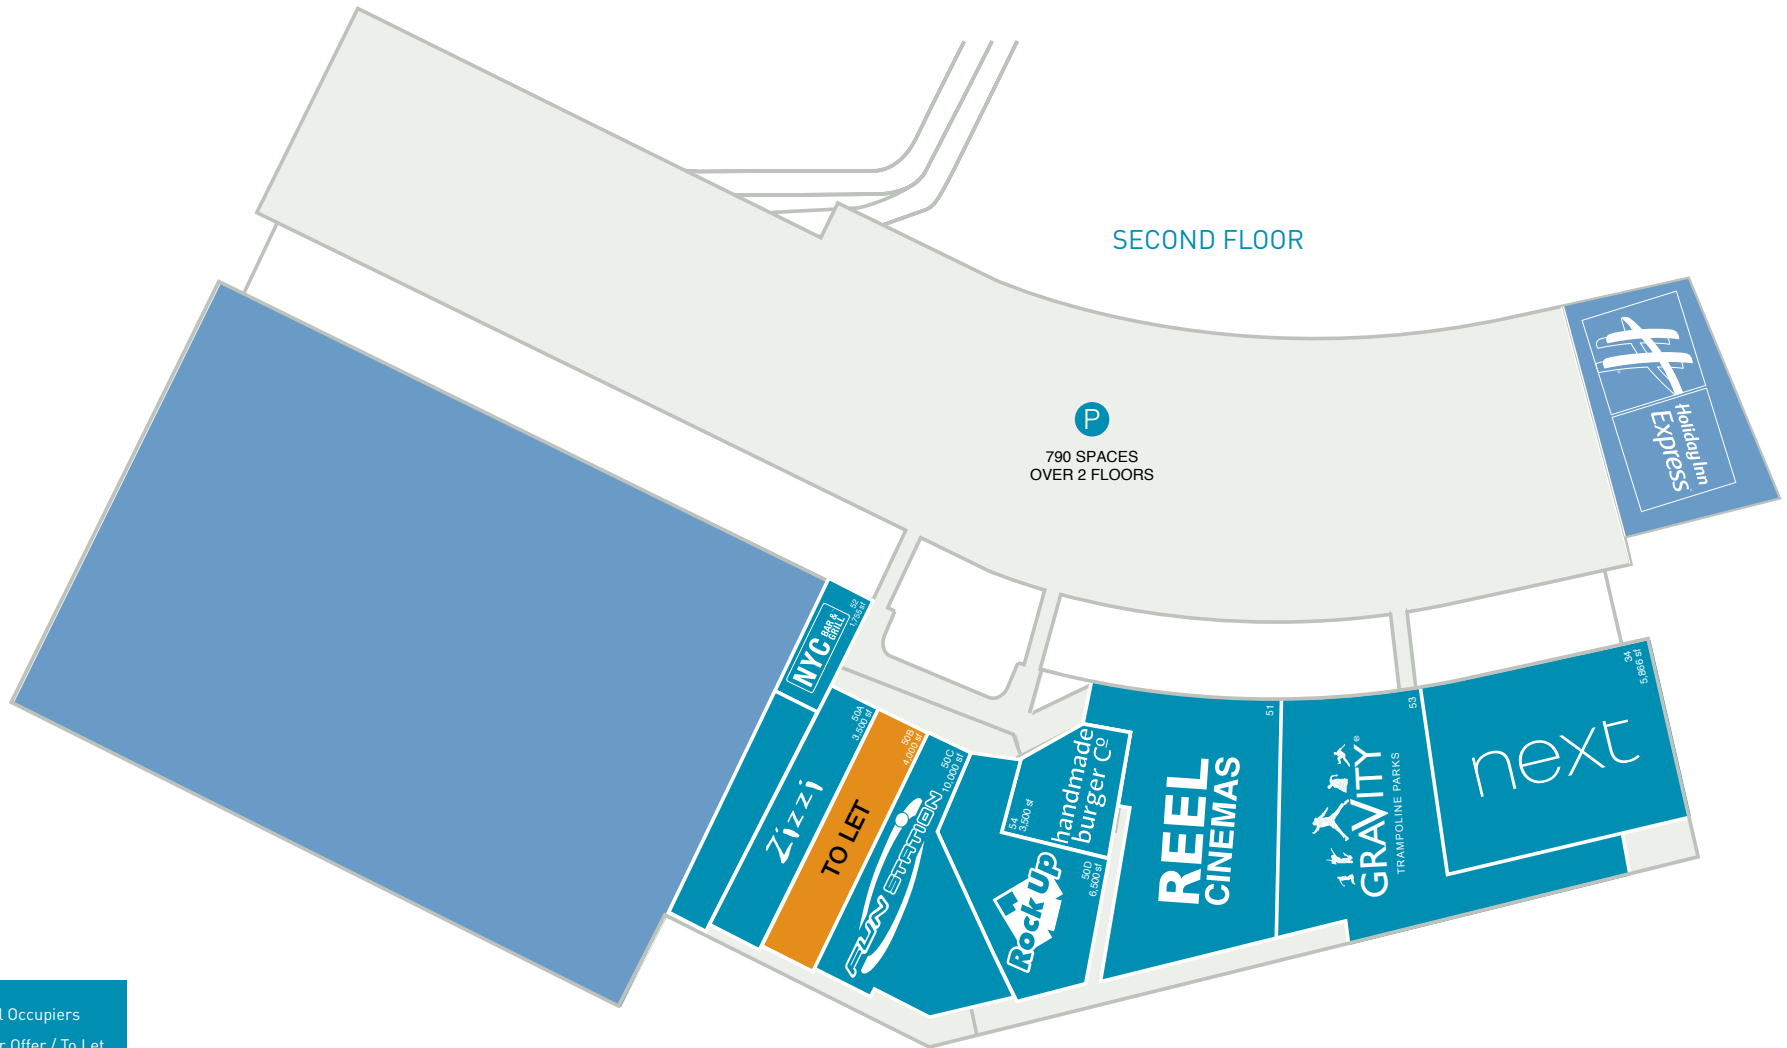 SECOND FLOOR
P
790 SPACES
OVER 2 FLOORS
Holiday Inn
Express
NYC
BAR &
GRILL
52
1,755 sf
Zizzi
50A
3,500 sf
TO LET
50B
4,000 sf
FUN STATION
50C
10,000 sf
handmade
burger Co
54
3,500 sf
Rock Up
50D
6,500 sf
REEL
CINEMAS
51
GRAVITY®
TRAMPOLINE PARKS
53
next
34
5,866 sf
Occupiers
Offer / To Let